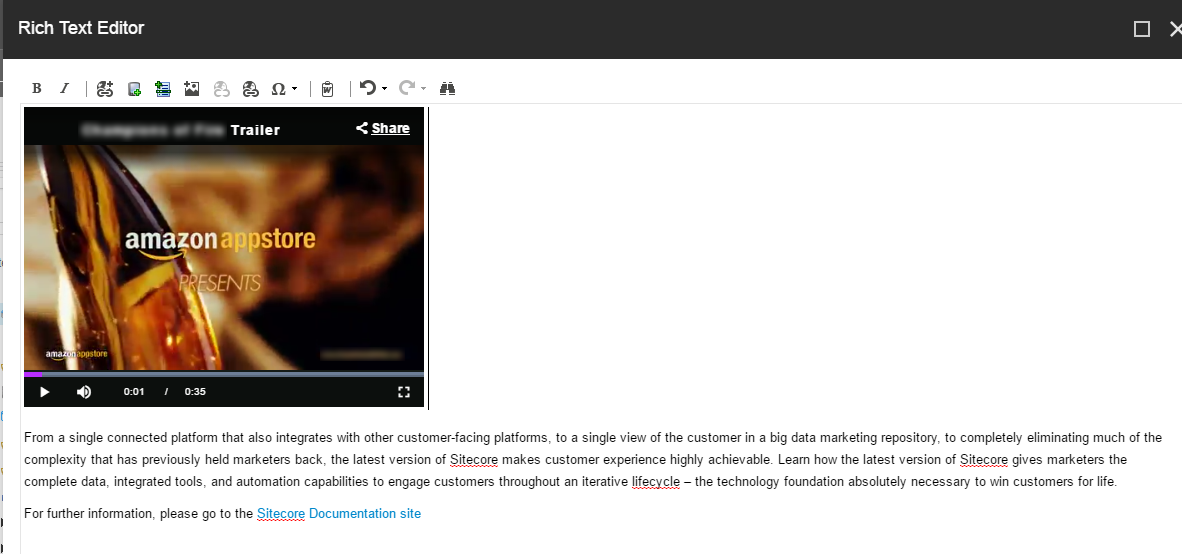 Rich Text Editor
B I Ω W
Trailer Share
amazon appstore
PRESENTS
amazon appstore
0:01 / 0:35
From a single connected platform that also integrates with other customer-facing platforms, to a single view of the customer in a big data marketing repository, to completely eliminating much of the
complexity that has previously held marketers back, the latest version of Sitecore makes customer experience highly achievable. Learn how the latest version of Sitecore gives marketers the
complete data, integrated tools, and automation capabilities to engage customers throughout an iterative lifecycle – the technology foundation absolutely necessary to win customers for life.
For further information, please go to the Sitecore Documentation site